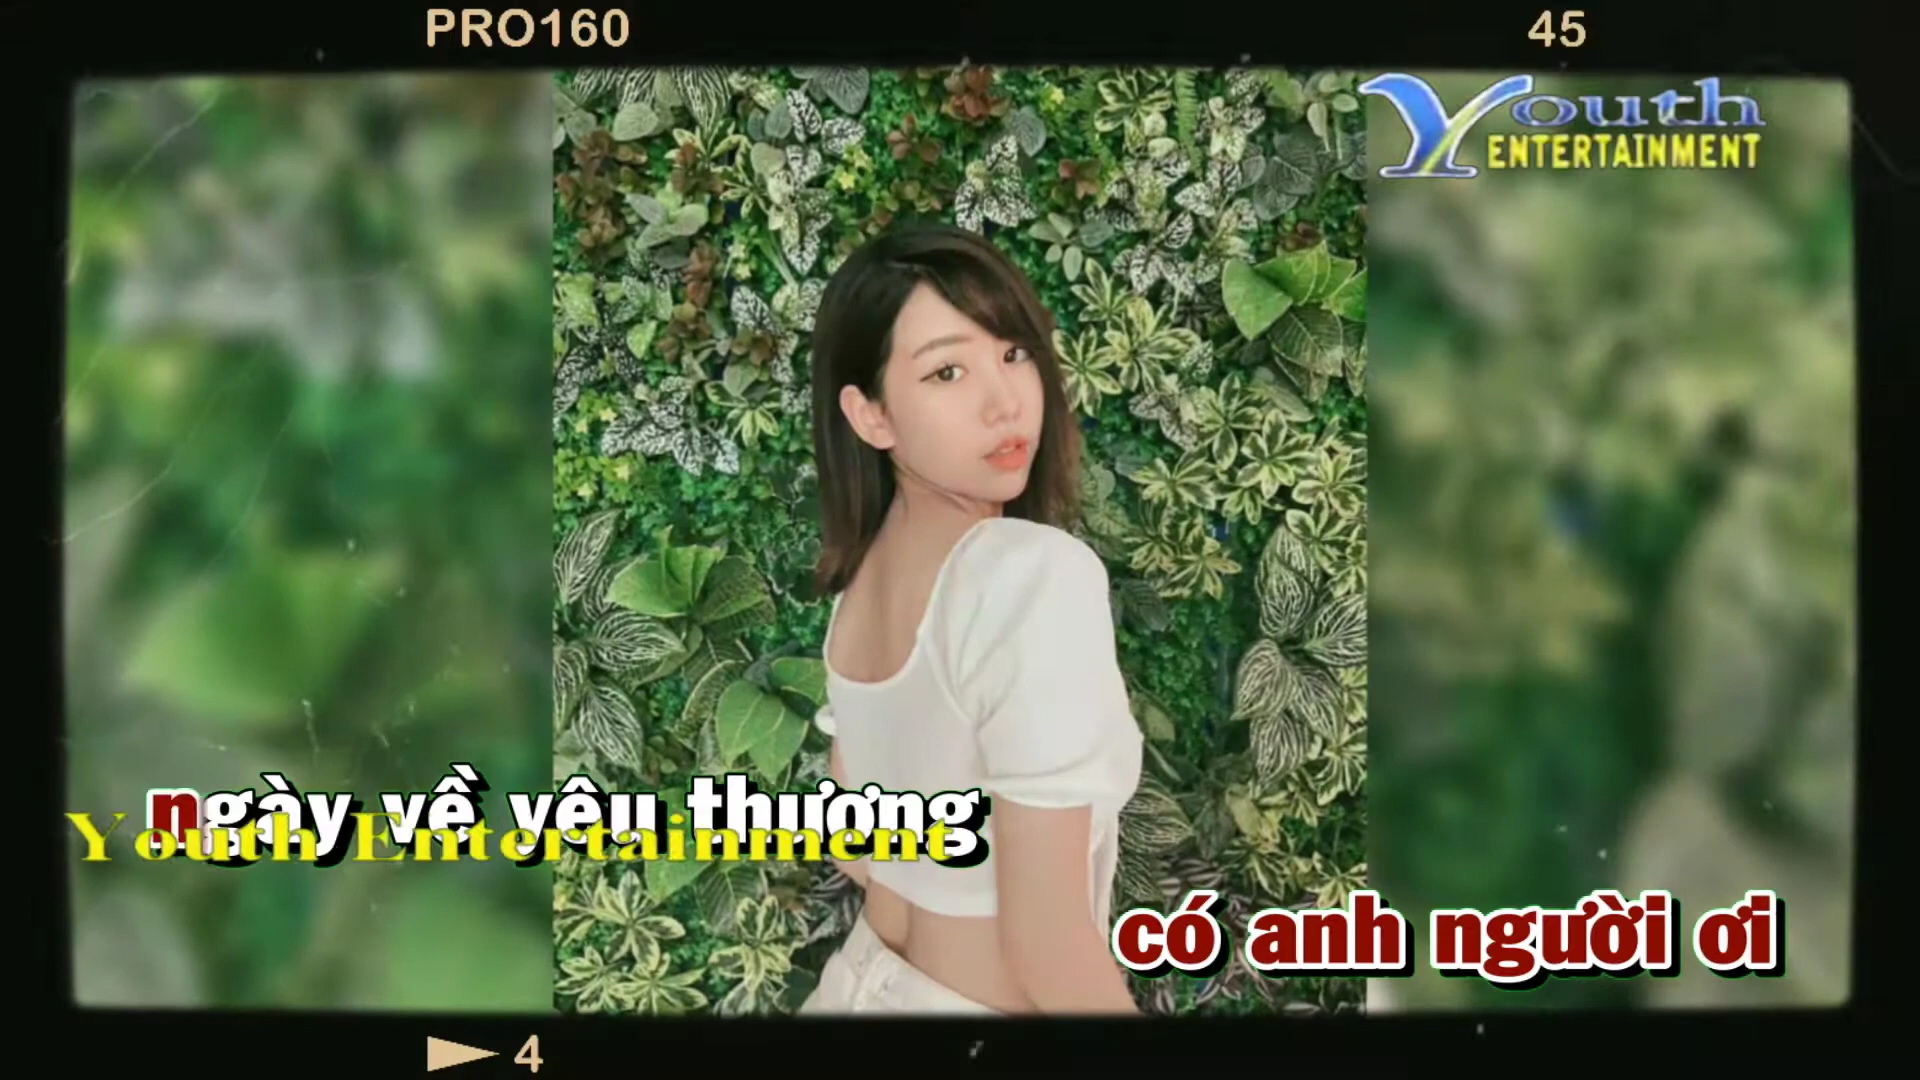 PRO160
45
Youth
ENTERTAINMENT
ngày về yêu thương
Youth Entertainment
có anh người ơi
4